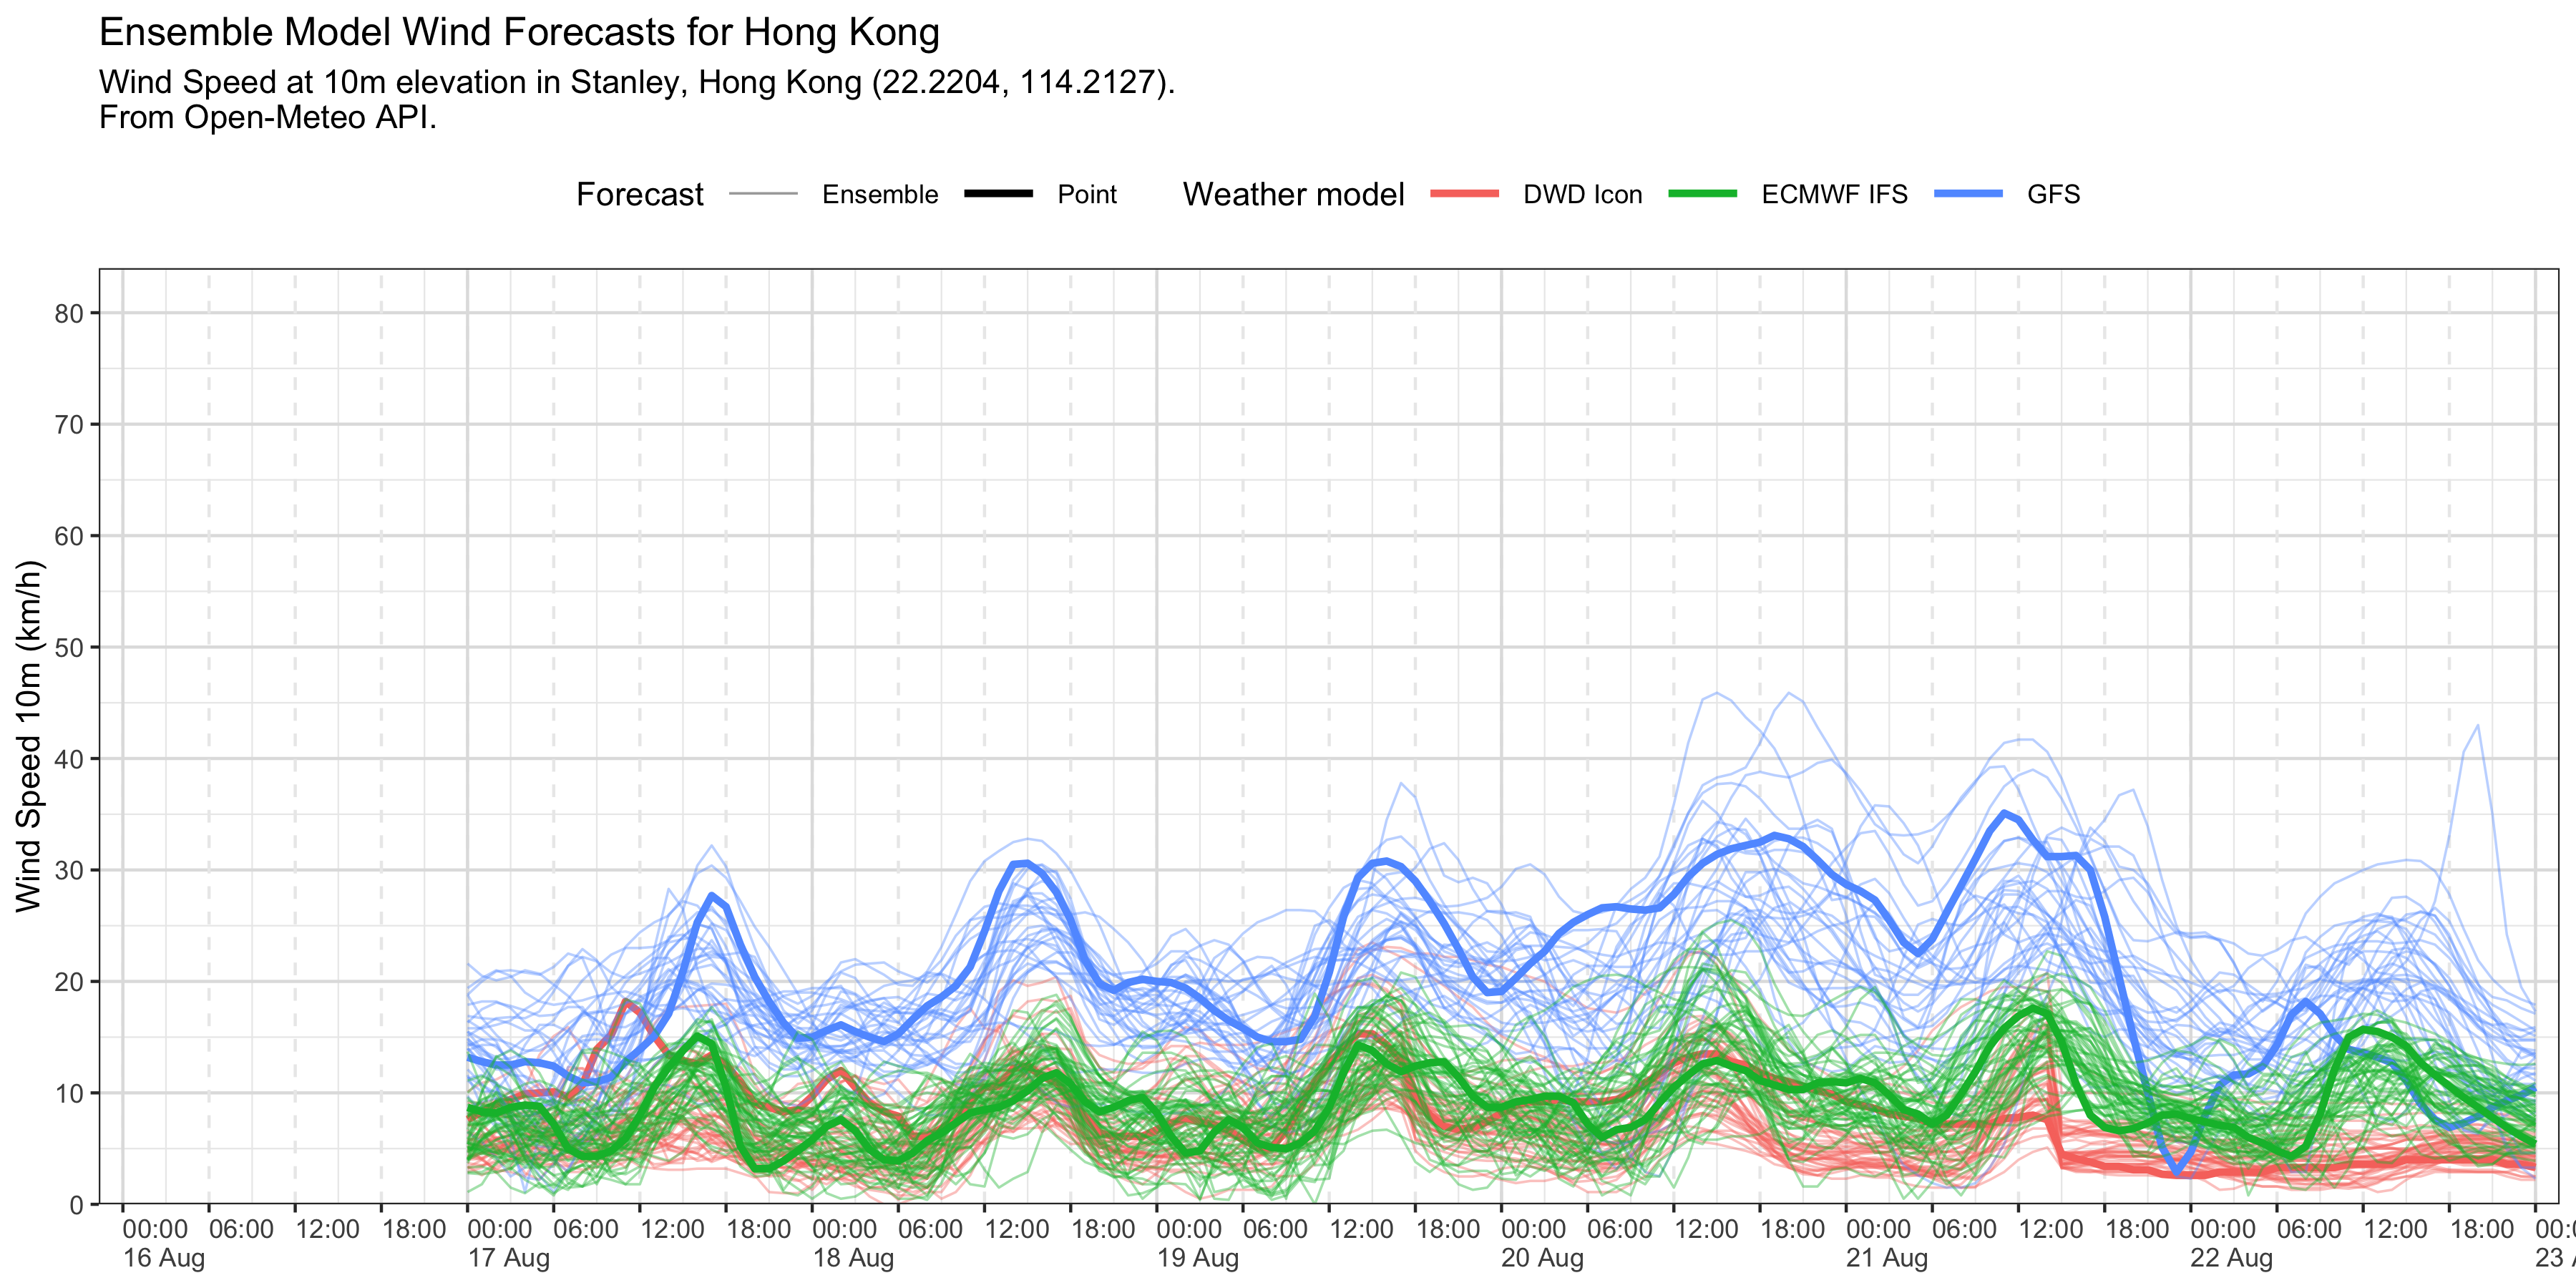 Ensemble Model Wind Forecasts for Hong Kong
Wind Speed at 10m elevation in Stanley, Hong Kong (22.2204, 114.2127).
From Open-Meteo API.
Forecast Ensemble Point Weather model DWD Icon ECMWF IFS GFS
Wind Speed 10m (km/h)
80
70
60
50
40
30
20
10
0
00:00 06:00 12:00 18:00 00:00 06:00 12:00 18:00 00:00 06:00 12:00 18:00 00:00 06:00 12:00 18:00 00:00 06:00 12:00 18:00 00:00 06:00 12:00 18:00 00:00 06:00 12:00 18:00
16 Aug 17 Aug 18 Aug 19 Aug 20 Aug 21 Aug 22 Aug 23